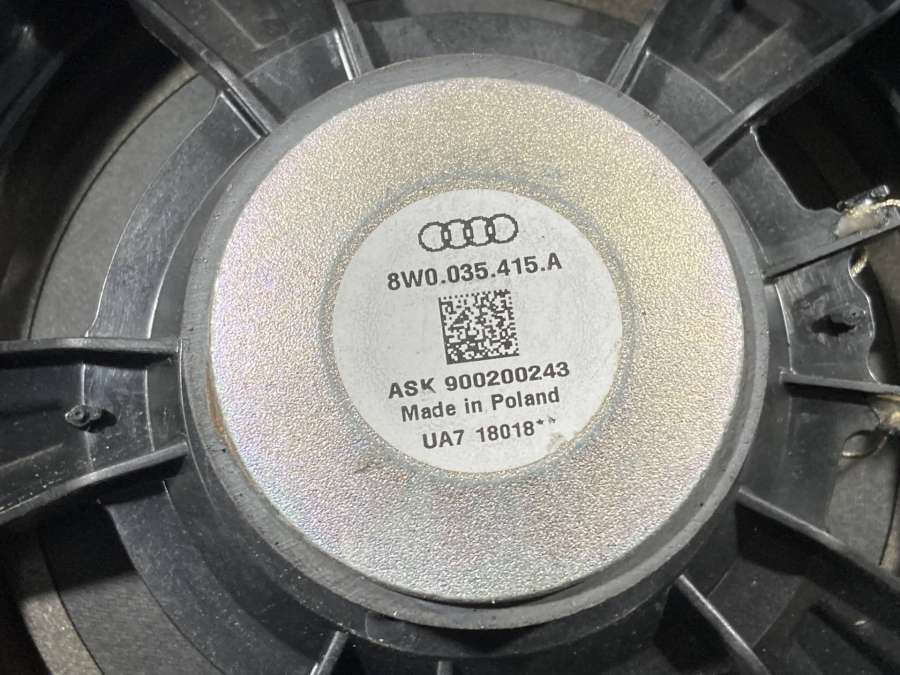 8W0.035.415.A
ASK 900200243
Made in Poland
UA7 18018**